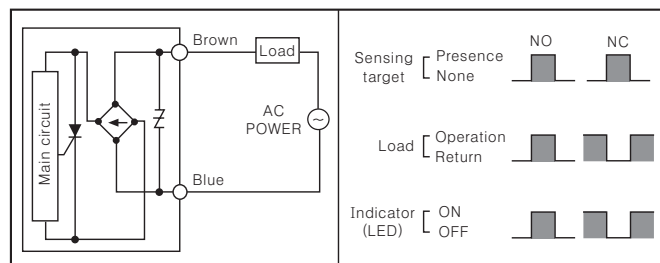 Brown
Load
Main circuit
AC
POWER
~
Blue
NO NC
Sensing
target
Presence
None
Load
Operation
Return
Indicator
(LED)
ON
OFF